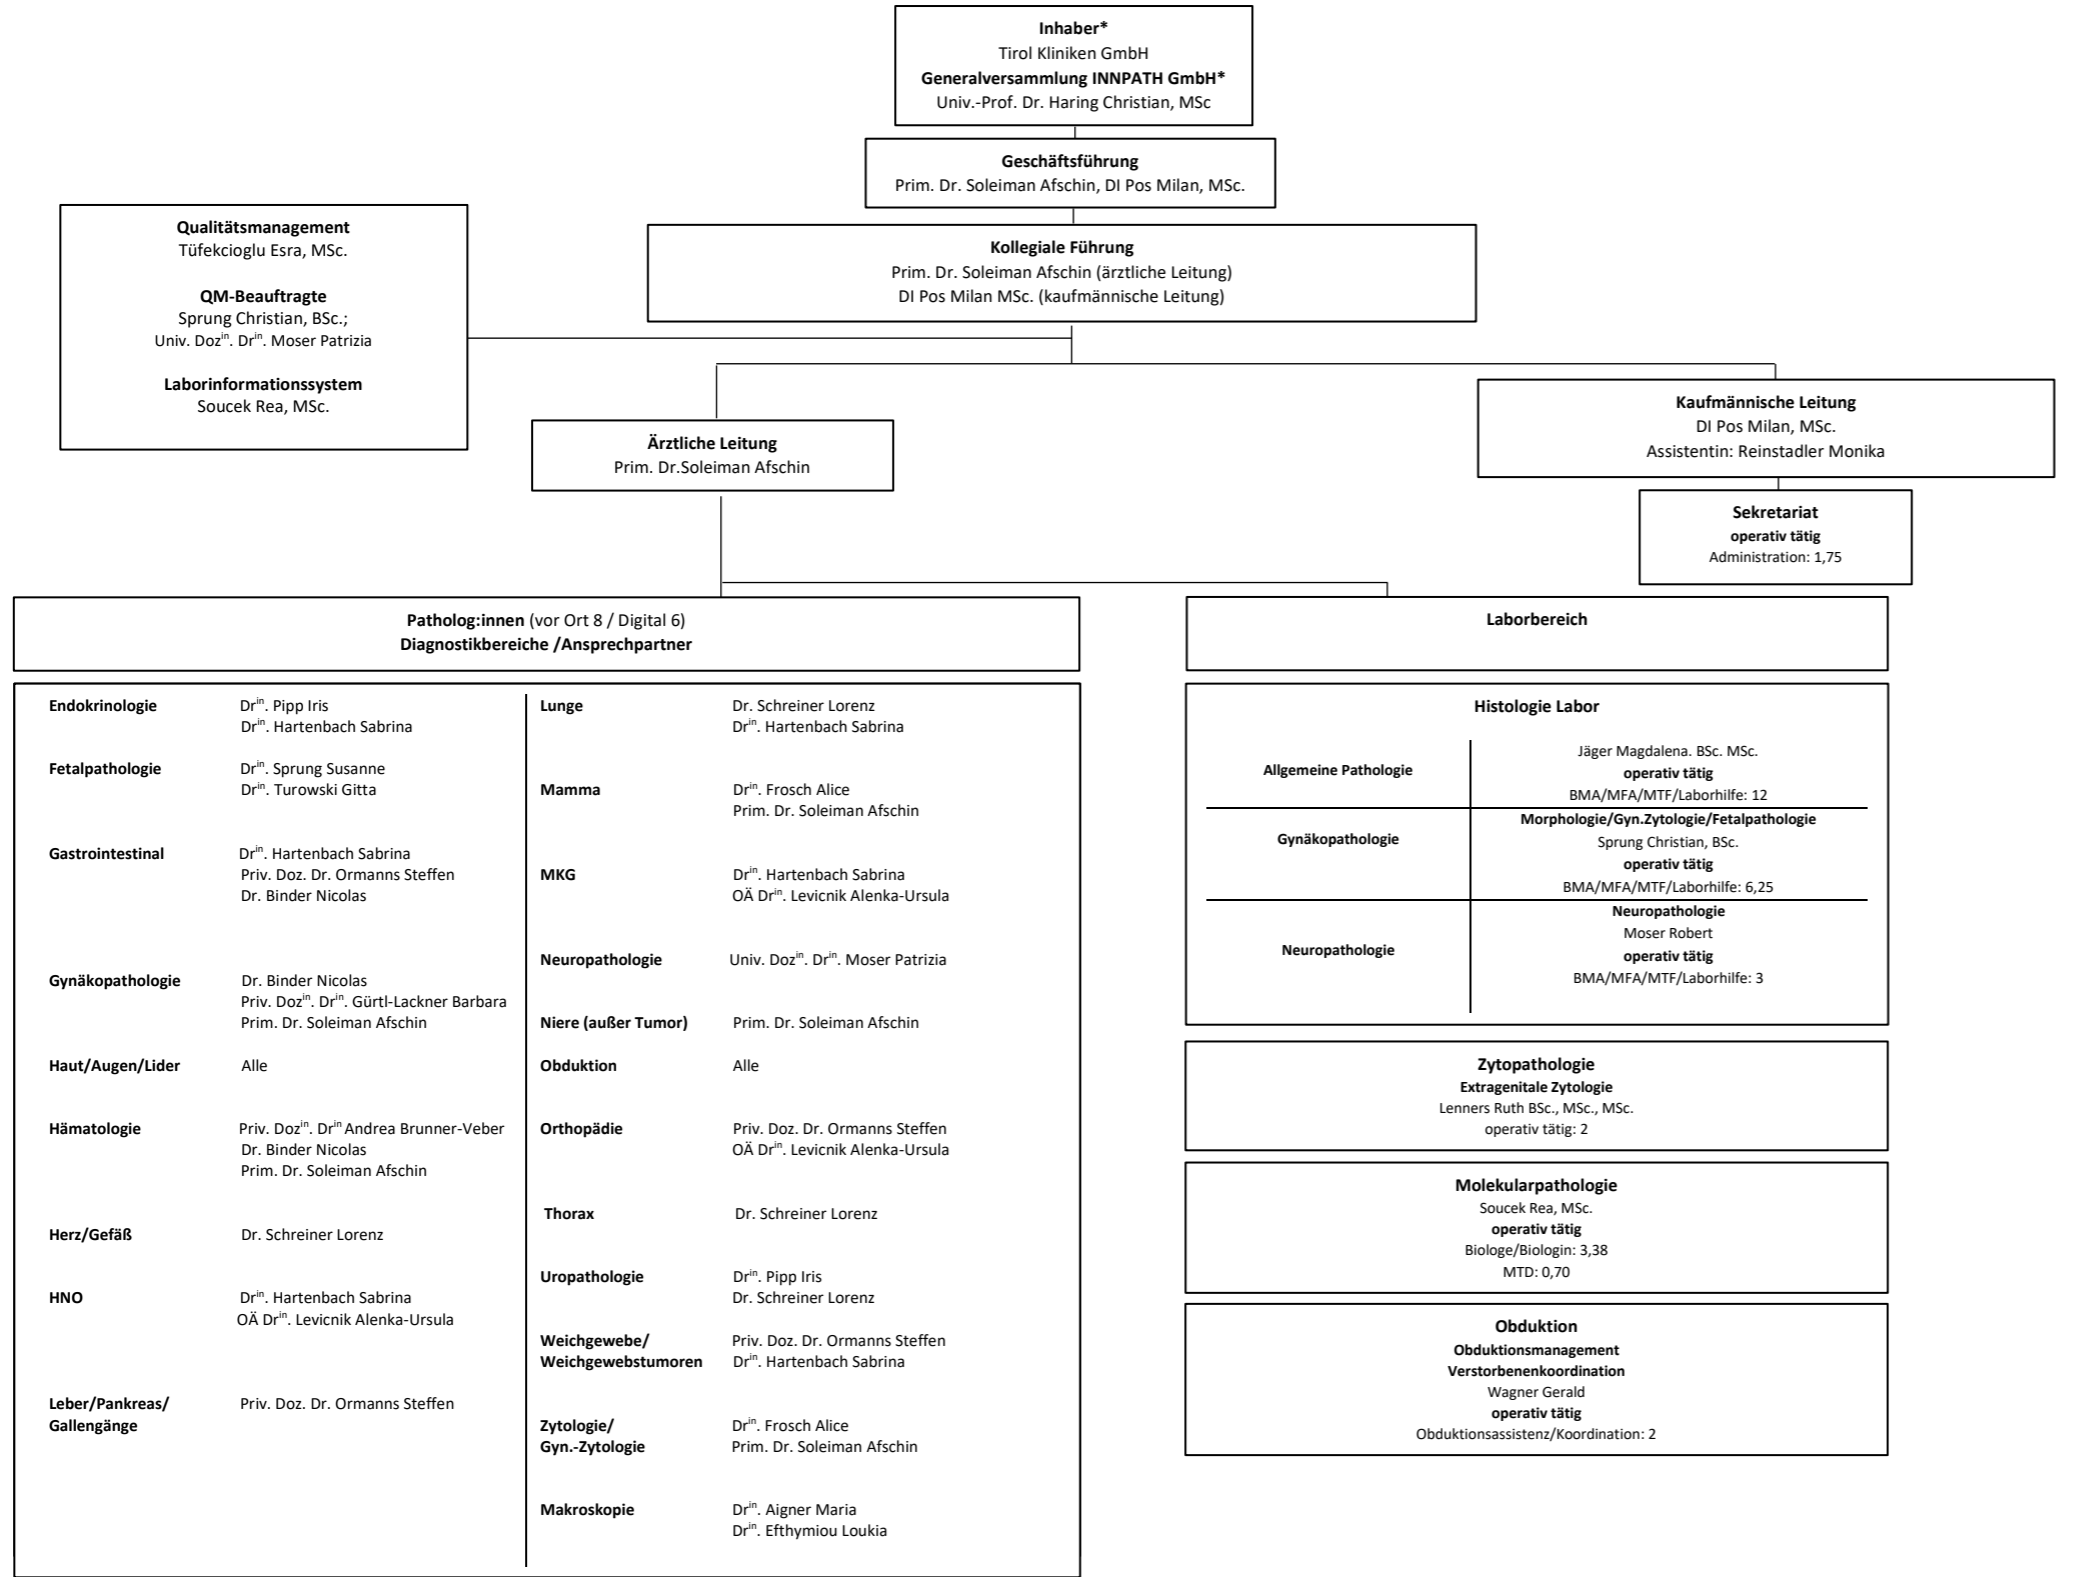 Inhaber*
Tirol Kliniken GmbH
Generalversammlung INNPATH GmbH*
Univ.-Prof. Dr. Haring Christian, MSc
Geschäftsführung
Prim. Dr. Soleiman Afschin, DI Pos Milan, MSc.
Qualitätsmanagement
Tüfekcioglu Esra, MSc.
QM-Beauftragte
Sprung Christian, BSc.;
Univ. Dozin. Drin. Moser Patrizia
Laborinformationssystem
Soucek Rea, MSc.
Kollegiale Führung
Prim. Dr. Soleiman Afschin (ärztliche Leitung)
DI Pos Milan MSc. (kaufmännische Leitung)
Ärztliche Leitung
Prim. Dr.Soleiman Afschin
Kaufmännische Leitung
DI Pos Milan, MSc.
Assistentin: Reinstadler Monika
Sekretariat
operativ tätig
Administration: 1,75
Patholog:innen (vor Ort 8 / Digital 6)
Diagnostikbereiche /Ansprechpartner
Endokrinologie Drin. Pipp Iris
Drin. Hartenbach Sabrina
Fetalpathologie Drin. Sprung Susanne
Drin. Turowski Gitta
Gastrointestinal Drin. Hartenbach Sabrina
Priv. Doz. Dr. Ormanns Steffen
Dr. Binder Nicolas
Gynäkopathologie Dr. Binder Nicolas
Priv. Dozin. Drin. Gürtl-Lackner Barbara
Prim. Dr. Soleiman Afschin
Haut/Augen/Lider Alle
Hämatologie Priv. Dozin. Drin Andrea Brunner-Veber
Dr. Binder Nicolas
Prim. Dr. Soleiman Afschin
Herz/Gefäß Dr. Schreiner Lorenz
HNO Drin. Hartenbach Sabrina
OÄ Drin. Levicnik Alenka-Ursula
Leber/Pankreas/ Priv. Doz. Dr. Ormanns Steffen
Gallengänge
Lunge Dr. Schreiner Lorenz
Drin. Hartenbach Sabrina
Mamma Drin. Frosch Alice
Prim. Dr. Soleiman Afschin
MKG Drin. Hartenbach Sabrina
OÄ Drin. Levicnik Alenka-Ursula
Neuropathologie Univ. Dozin. Drin. Moser Patrizia
Niere (außer Tumor) Prim. Dr. Soleiman Afschin
Obduktion Alle
Orthopädie Priv. Doz. Dr. Ormanns Steffen
OÄ Drin. Levicnik Alenka-Ursula
Thorax Dr. Schreiner Lorenz
Uropathologie Drin. Pipp Iris
Dr. Schreiner Lorenz
Weichgewebe/ Priv. Doz. Dr. Ormanns Steffen
Weichgewebstumoren Drin. Hartenbach Sabrina
Zytologie/ Drin. Frosch Alice
Gyn.-Zytologie Prim. Dr. Soleiman Afschin
Makroskopie Drin. Aigner Maria
Drin. Efthymiou Loukia
Laborbereich
Histologie Labor
Allgemeine Pathologie
Jäger Magdalena. BSc. MSc.
operativ tätig
BMA/MFA/MTF/Laborhilfe: 12
Gynäkopathologie
Morphologie/Gyn.Zytologie/Fetalpathologie
Sprung Christian, BSc.
operativ tätig
BMA/MFA/MTF/Laborhilfe: 6,25
Neuropathologie
Neuropathologie
Moser Robert
operativ tätig
BMA/MFA/MTF/Laborhilfe: 3
Zytopathologie
Extragenitale Zytologie
Lenners Ruth BSc., MSc., MSc.
operativ tätig: 2
Molekularpathologie
Soucek Rea, MSc.
operativ tätig
Biologe/Biologin: 3,38
MTD: 0,70
Obduktion
Obduktionsmanagement
Verstorbenenkoordination
Wagner Gerald
operativ tätig
Obduktionsassistenz/Koordination: 2